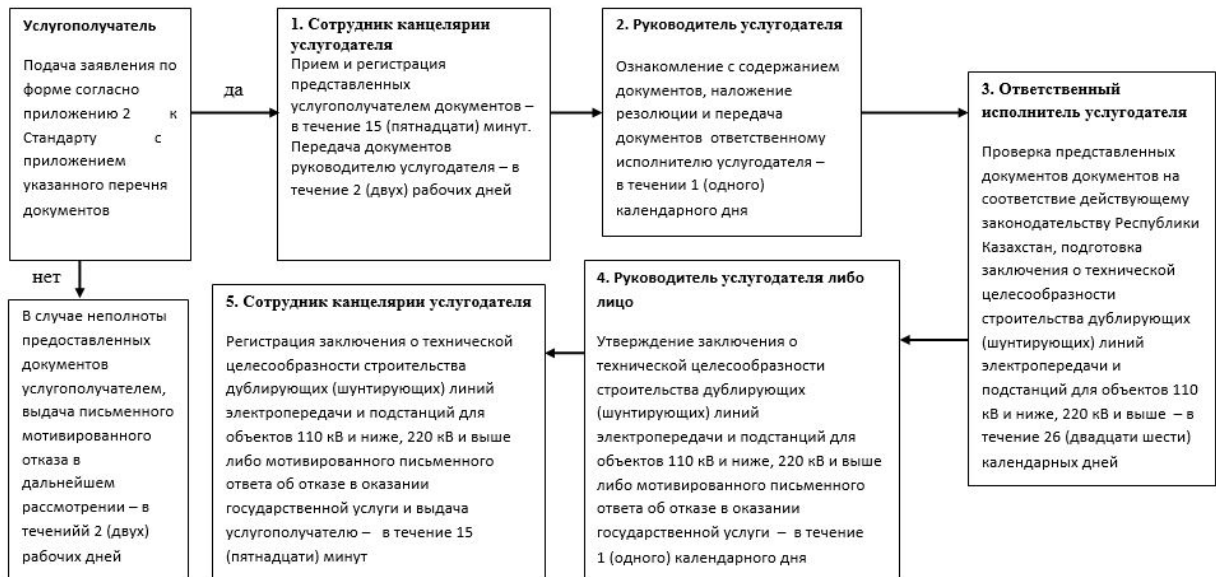 Услугополучатель
Подача заявления по
форме согласно
приложению 2 к
Стандарту с
приложением
указанного перечня
документов
да
1. Сотрудник канцелярии
услугодателя
Прием и регистрация
представленных
услугополучателем документов –
в течение 15 (пятнадцати) минут.
Передача документов
руководителю услугодателя – в
течение 2 (двух) рабочих дней
2. Руководитель услугодателя
Ознакомление с содержанием
документов, наложение
резолюции и передача
документов ответственному
исполнителю услугодателя –
в течении 1 (одного)
календарного дня
3. Ответственный
исполнитель услугодателя
Проверка представленных
документов документов на
соответствие действующему
законодательству Республики
Казахстан, подготовка
заключения о технической
целесообразности
строительства дублирующих
(шунтирующих) линий
электропередачи и
подстанций для объектов 110
кВ и ниже, 220 кВ и выше – в
течение 26 (двадцати шести)
календарных дней
4. Руководитель услугодателя либо
лицо
Утверждение заключения о
технической целесообразности
строительства дублирующих
(шунтирующих) линий
электропередачи и подстанций для
объектов 110 кВ и ниже, 220 кВ и выше
либо мотивированного письменного
ответа об отказе в оказании
государственной услуги – в течение
1 (одного) календарного дня
5. Сотрудник канцелярии услугодателя
Регистрация заключения о технической
целесообразности строительства
дублирующих (шунтирующих) линий
электропередачи и подстанций для
объектов 110 кВ и ниже, 220 кВ и выше
либо мотивированного письменного
ответа об отказе в оказании
государственной услуги и выдача
услугополучателю – в течение 15
(пятнадцати) минут
нет
В случае неполноты
предоставленных
документов
услугополучателем,
выдача письменного
мотивированного
отказа в
дальнейшем
рассмотрении – в
теченийй 2 (двух)
рабочих дней